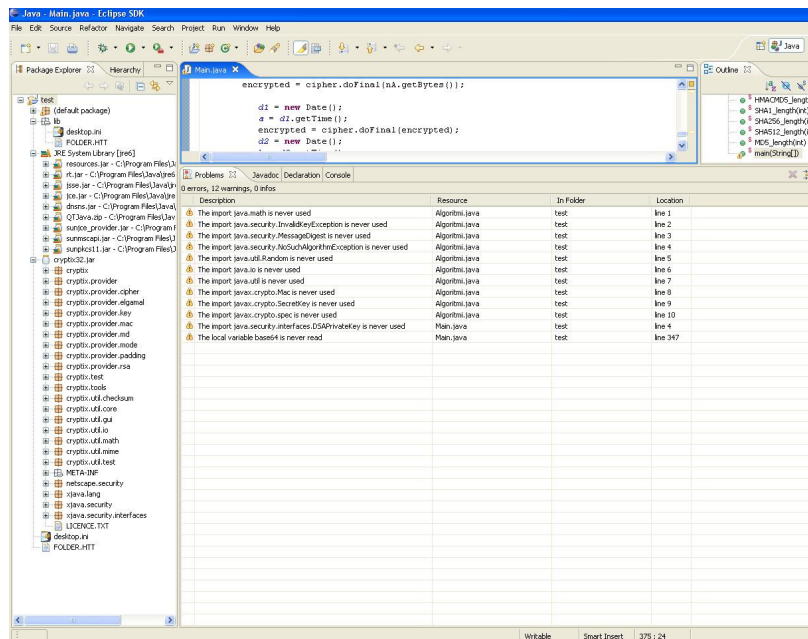 Java - Main.java - Eclipse SDK
File Edit Source Refactor Navigate Search Project Run Window Help
Java
Package Explorer Hierarchy
test
(default package)
lib
desktop.ini
FOLDER.HTT
JRE System Library [jre6]
resources.jar - C:\Program Files\Ja
rt.jar - C:\Program Files\Java\jre6
jsse.jar - C:\Program Files\Java\jre
jce.jar - C:\Program Files\Java\jre
dnsns.jar - C:\Program Files\Java\
QTJava.zip - C:\Program Files\Java
sunjce_provider.jar - C:\Program F
sunmscapi.jar - C:\Program Files\J
sunpkcs11.jar - C:\Program Files\J
cryptix32.jar
cryptix
cryptix.provider
cryptix.provider.cipher
cryptix.provider.elgamal
cryptix.provider.key
cryptix.provider.mac
cryptix.provider.md
cryptix.provider.mode
cryptix.provider.padding
cryptix.provider.rsa
cryptix.test
cryptix.tools
cryptix.util.checksum
cryptix.util.core
cryptix.util.gui
cryptix.util.io
cryptix.util.math
cryptix.util.mime
cryptix.util.test
META-INF
netscape.security
xjava.lang
xjava.security
xjava.security.interfaces
LICENCE.TXT
desktop.ini
FOLDER.HTT
Main.java
encrypted = cipher.doFinal(nA.getBytes());
d1 = new Date();
a = d1.getTime();
encrypted = cipher.doFinal(encrypted);
d2 = new Date();
Outline
HMACMD5_lengt
SHA1_length(int)
SHA256_length(i
SHA512_length(i
MD5_length(int)
main(String[])
Problems Javadoc Declaration Console
0 errors, 12 warnings, 0 infos
Description Resource In Folder Location
The import java.math is never used Algoritmi.java test line 1
The import java.security.InvalidKeyException is never used Algoritmi.java test line 2
The import java.security.MessageDigest is never used Algoritmi.java test line 3
The import java.security.NoSuchAlgorithmException is never used Algoritmi.java test line 4
The import java.util.Random is never used Algoritmi.java test line 5
The import java.io is never used Algoritmi.java test line 6
The import java.util is never used Algoritmi.java test line 7
The import javax.crypto.Mac is never used Algoritmi.java test line 8
The import javax.crypto.SecretKey is never used Algoritmi.java test line 9
The import javax.crypto.spec is never used Algoritmi.java test line 10
The import java.security.interfaces.DSAPrivateKey is never used Main.java test line 4
The local variable base64 is never read Main.java test line 347
Writable Smart Insert 375 : 24